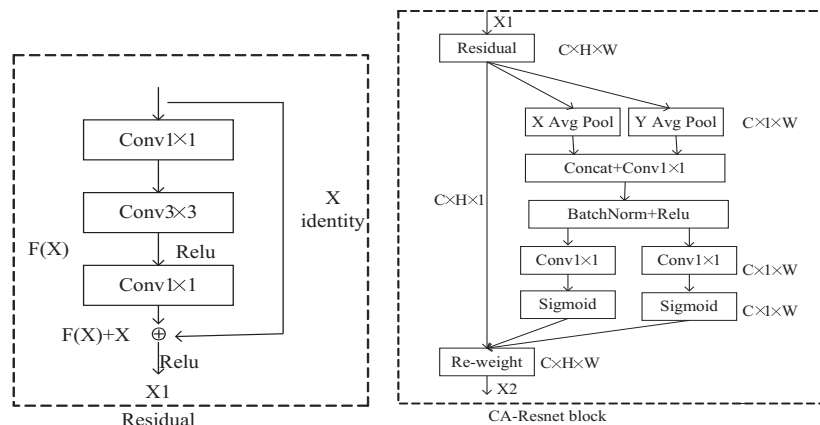 Conv1×1
Conv3×3
X
identity
F(X)
Relu
Conv1×1
F(X)+X
Relu
X1
Residual
X1
Residual
C×H×W
X Avg Pool
Y Avg Pool
C×1×W
Concat+Conv1×1
C×H×1
BatchNorm+Relu
Conv1×1
Conv1×1
C×1×W
Sigmoid
Sigmoid
C×1×W
Re-weight
C×H×W
X2
CA-Resnet block